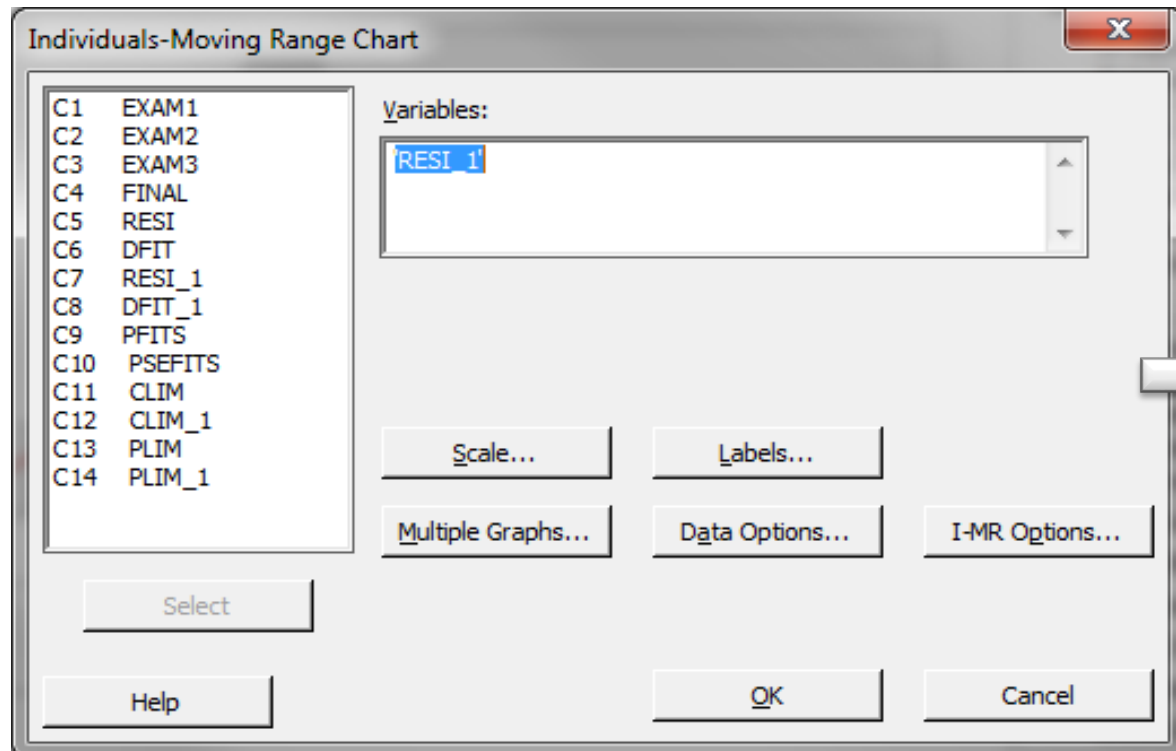 Individuals-Moving Range Chart
X
C1 EXAM1
C2 EXAM2
C3 EXAM3
C4 FINAL
C5 RESI
C6 DFIT
C7 RESI_1
C8 DFIT_1
C9 PFITS
C10 PSEFITS
C11 CLIM
C12 CLIM_1
C13 PLIM
C14 PLIM_1
Variables:
'RESI_1'
Scale... Labels...
Multiple Graphs... Data Options... I-MR Options...
Select
Help OK Cancel